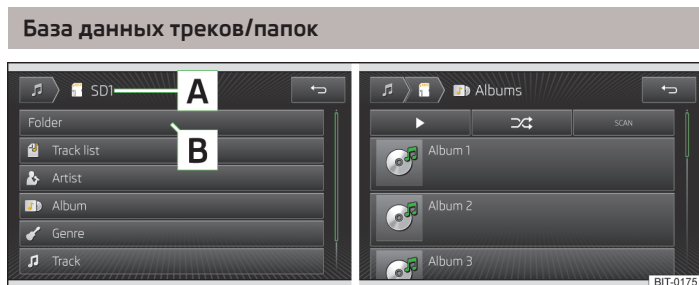 База данных треков/папок
SD1
A
Folder
B
Track list
Artist
Album
Genre
Track
Albums
SCAN
Album 1
Album 2
Album 3
BIT-0175